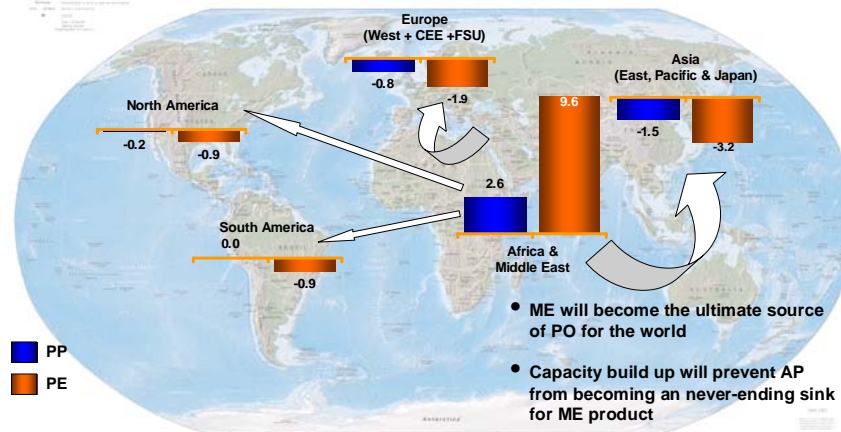 Europe
(West + CEE +FSU)
-0.8
-1.9
Asia
(East, Pacific & Japan)
-1.5
-3.2
North America
-0.2
-0.9
9.6
2.6
South America
0.0
-0.9
Africa &
Middle East
• ME will become the ultimate source
of PO for the world
• Capacity build up will prevent AP
from becoming an never-ending sink
for ME product
PP
PE
Antarctica